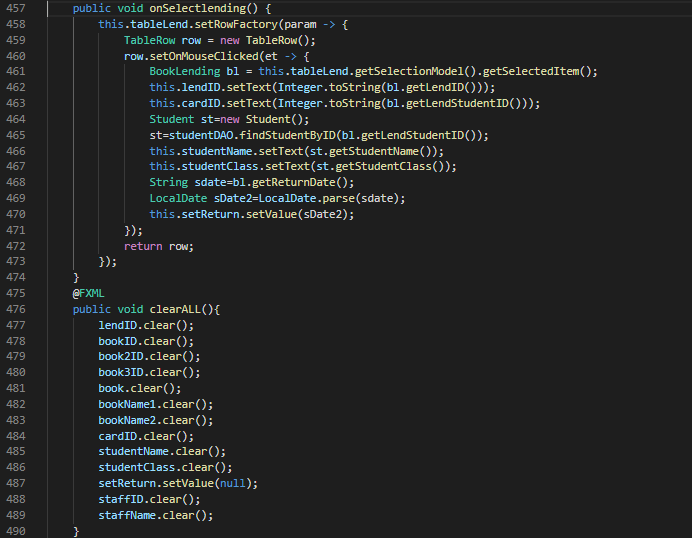 457 public void onSelectlending() {
458 this.tableLend.setRowFactory(param -> {
459 TableRow row = new TableRow();
460 row.setOnMouseClicked(et -> {
461 BookLending bl = this.tableLend.getSelectionModel().getSelectedItem();
462 this.lendID.setText(Integer.toString(bl.getLendID()));
463 this.cardID.setText(Integer.toString(bl.getLendStudentID()));
464 Student st=new Student();
465 st=studentDAO.findStudentByID(bl.getLendStudentID());
466 this.studentName.setText(st.getStudentName());
467 this.studentClass.setText(st.getStudentClass());
468 String sdate=bl.getReturnDate();
469 LocalDate sDate2=LocalDate.parse(sdate);
470 this.setReturn.setValue(sDate2);
471 });
472 return row;
473 });
474 }
475 @FXML
476 public void clearALL(){
477 lendID.clear();
478 bookID.clear();
479 book2ID.clear();
480 book3ID.clear();
481 book.clear();
482 bookName1.clear();
483 bookName2.clear();
484 cardID.clear();
485 studentName.clear();
486 studentClass.clear();
487 setReturn.setValue(null);
488 staffID.clear();
489 staffName.clear();
490 }